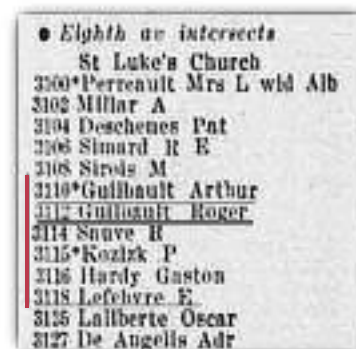 ● Eighth av intersects
St Luke's Church
3100*Perreault Mrs L wid Alb
3102 Millar A
3104 Deschenes Pat
3106 Simard R E
3108 Sirois M
3110*Guilbault Arthur
3112 Guilbault Roger
3114 Sauve R
3115*Kozizk P
3116 Hardy Gaston
3118 Lefebvre E
3125 Laliberte Oscar
3127 De Angelis Adr